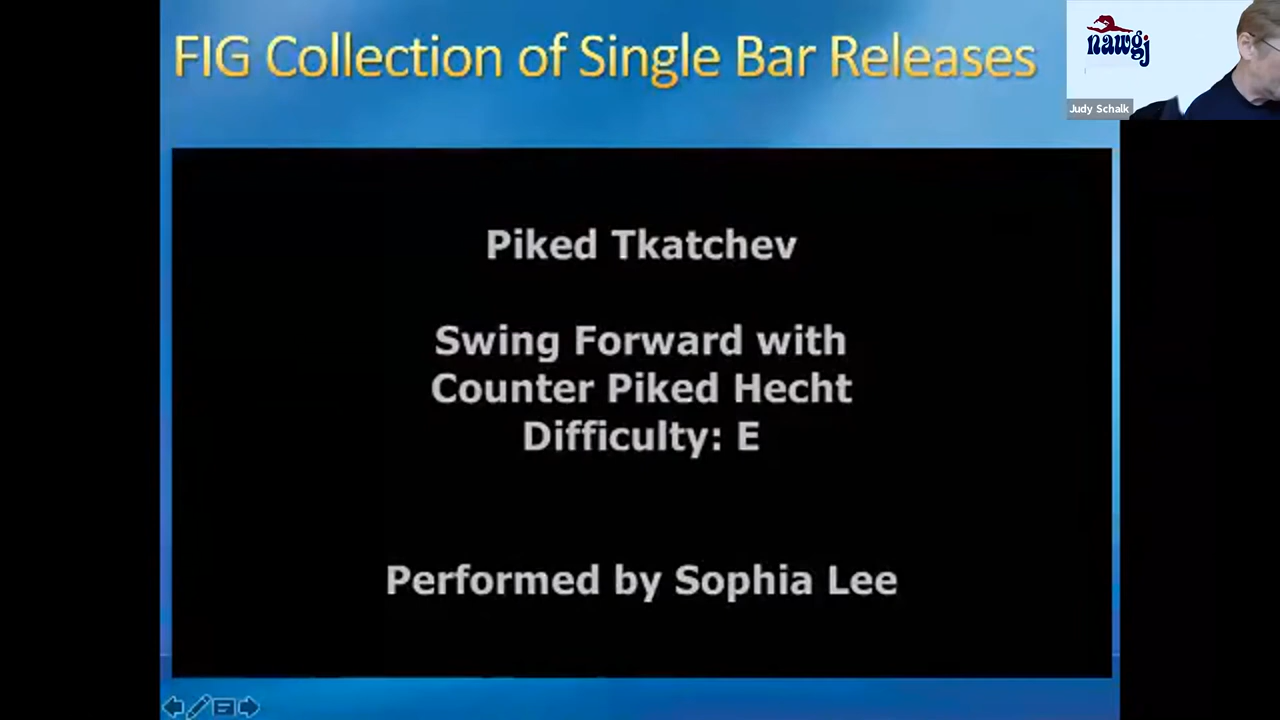 FIG Collection of Single Bar Releases
nawgj
Judy Schalk
Piked Tkatchev
Swing Forward with
Counter Piked Hecht
Difficulty: E
Performed by Sophia Lee